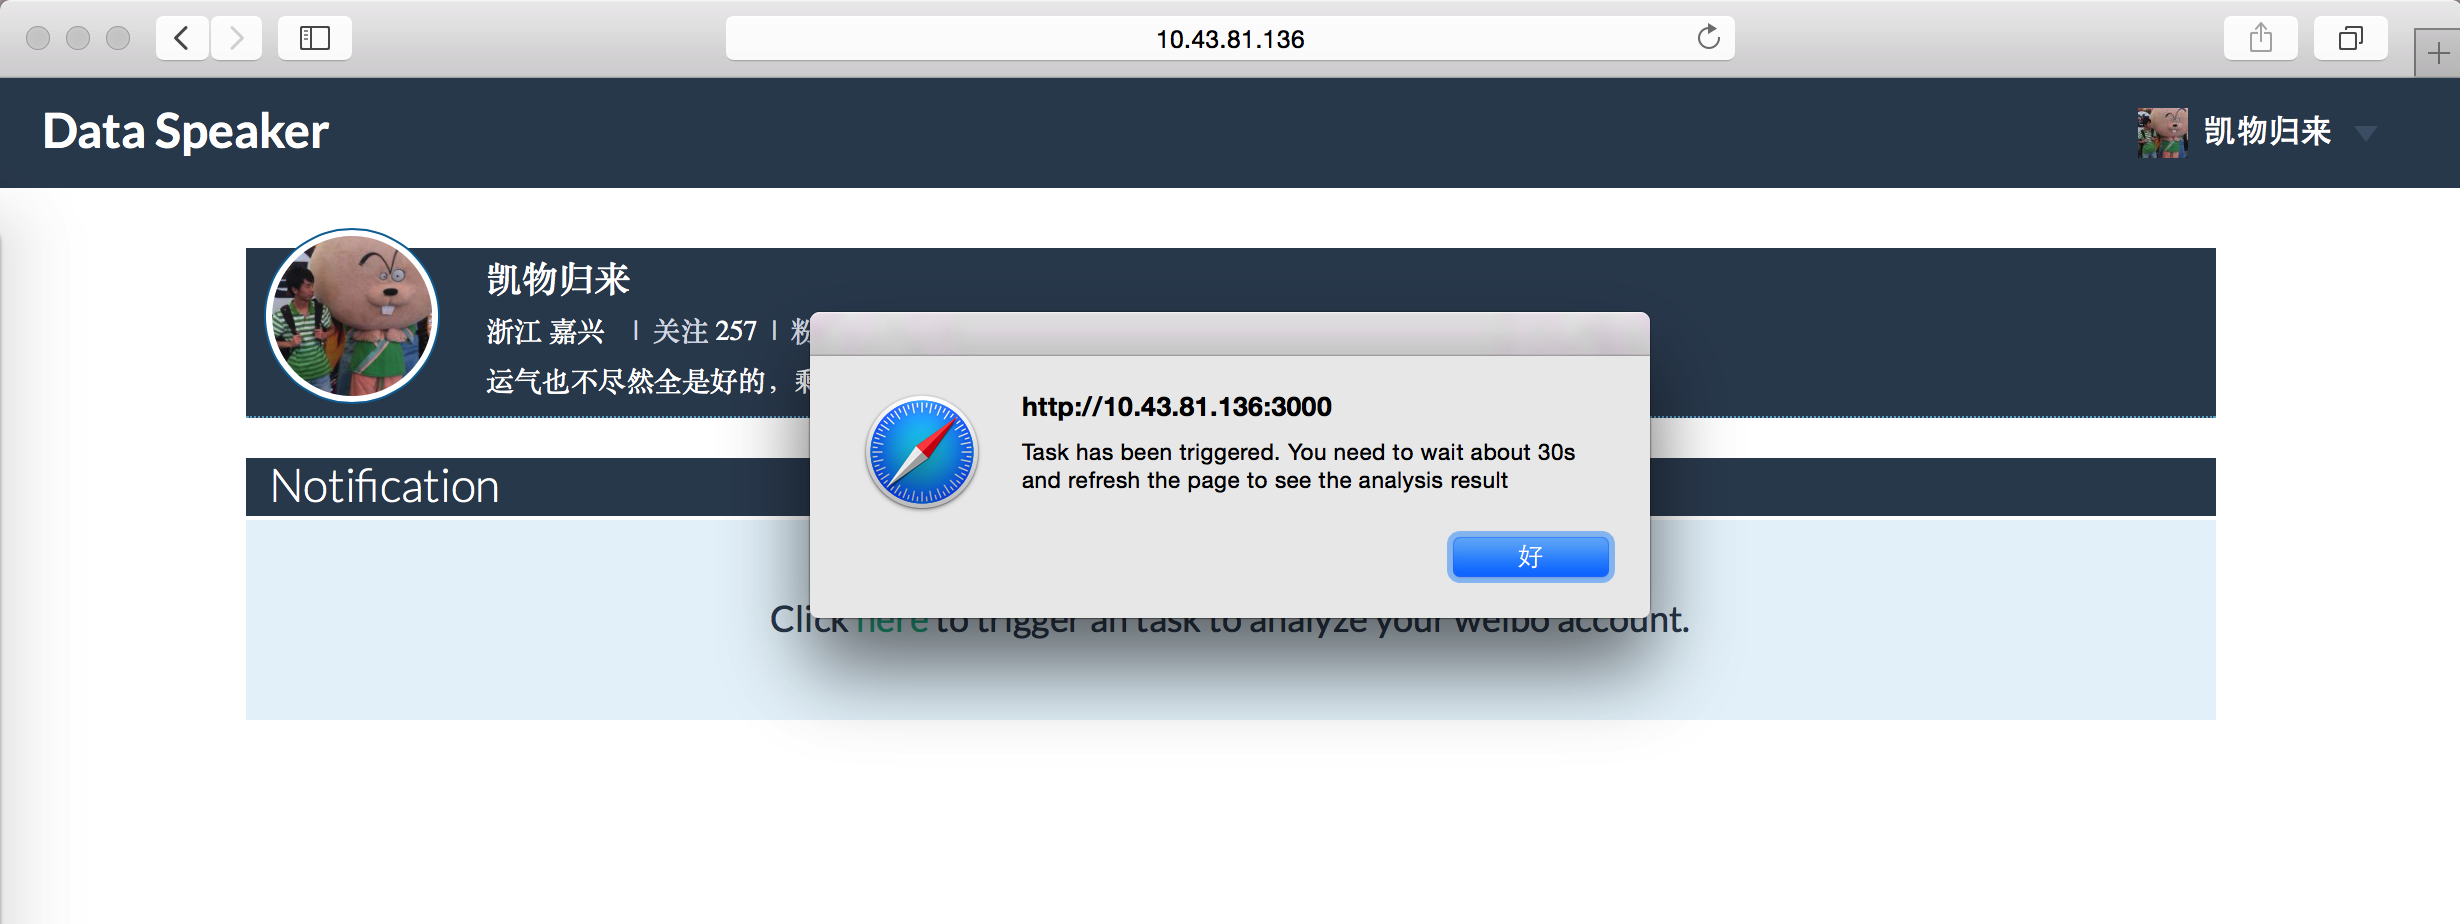 10.43.81.136
Data Speaker
凯物归来
凯物归来
浙江 嘉兴 | 关注 257 | 粉
运气也不尽然全是好的，
http://10.43.81.136:3000
Task has been triggered. You need to wait about 30s
and refresh the page to see the analysis result
好
Notification
Click here to trigger an task to analyze your weibo account.